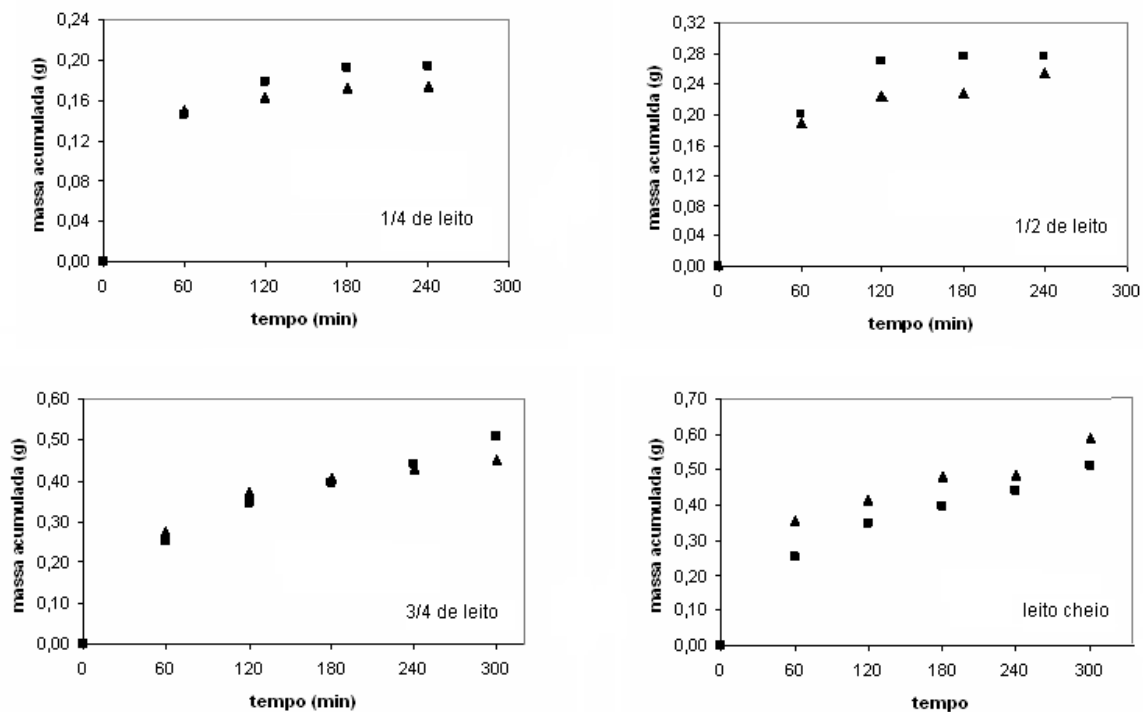 massa acumulada (g)
0,24
0,20
0,16
0,12
0,08
0,04
0,00
1/4 de leito
0 60 120 180 240 300
tempo (min)
massa acumulda (g)
0,32
0,28
0,24
0,20
0,16
0,12
0,08
0,04
0,00
1/2 de leito
0 60 120 180 240 300
tempo (min)
massa acumulada (g)
0,60
0,50
0,40
0,30
0,20
0,10
0,00
3/4 de leito
0 60 120 180 240 300
tempo (min)
massa acumulada (g)
0,70
0,60
0,50
0,40
0,30
0,20
0,10
0,00
leito cheio
0 60 120 180 240 300
tempo